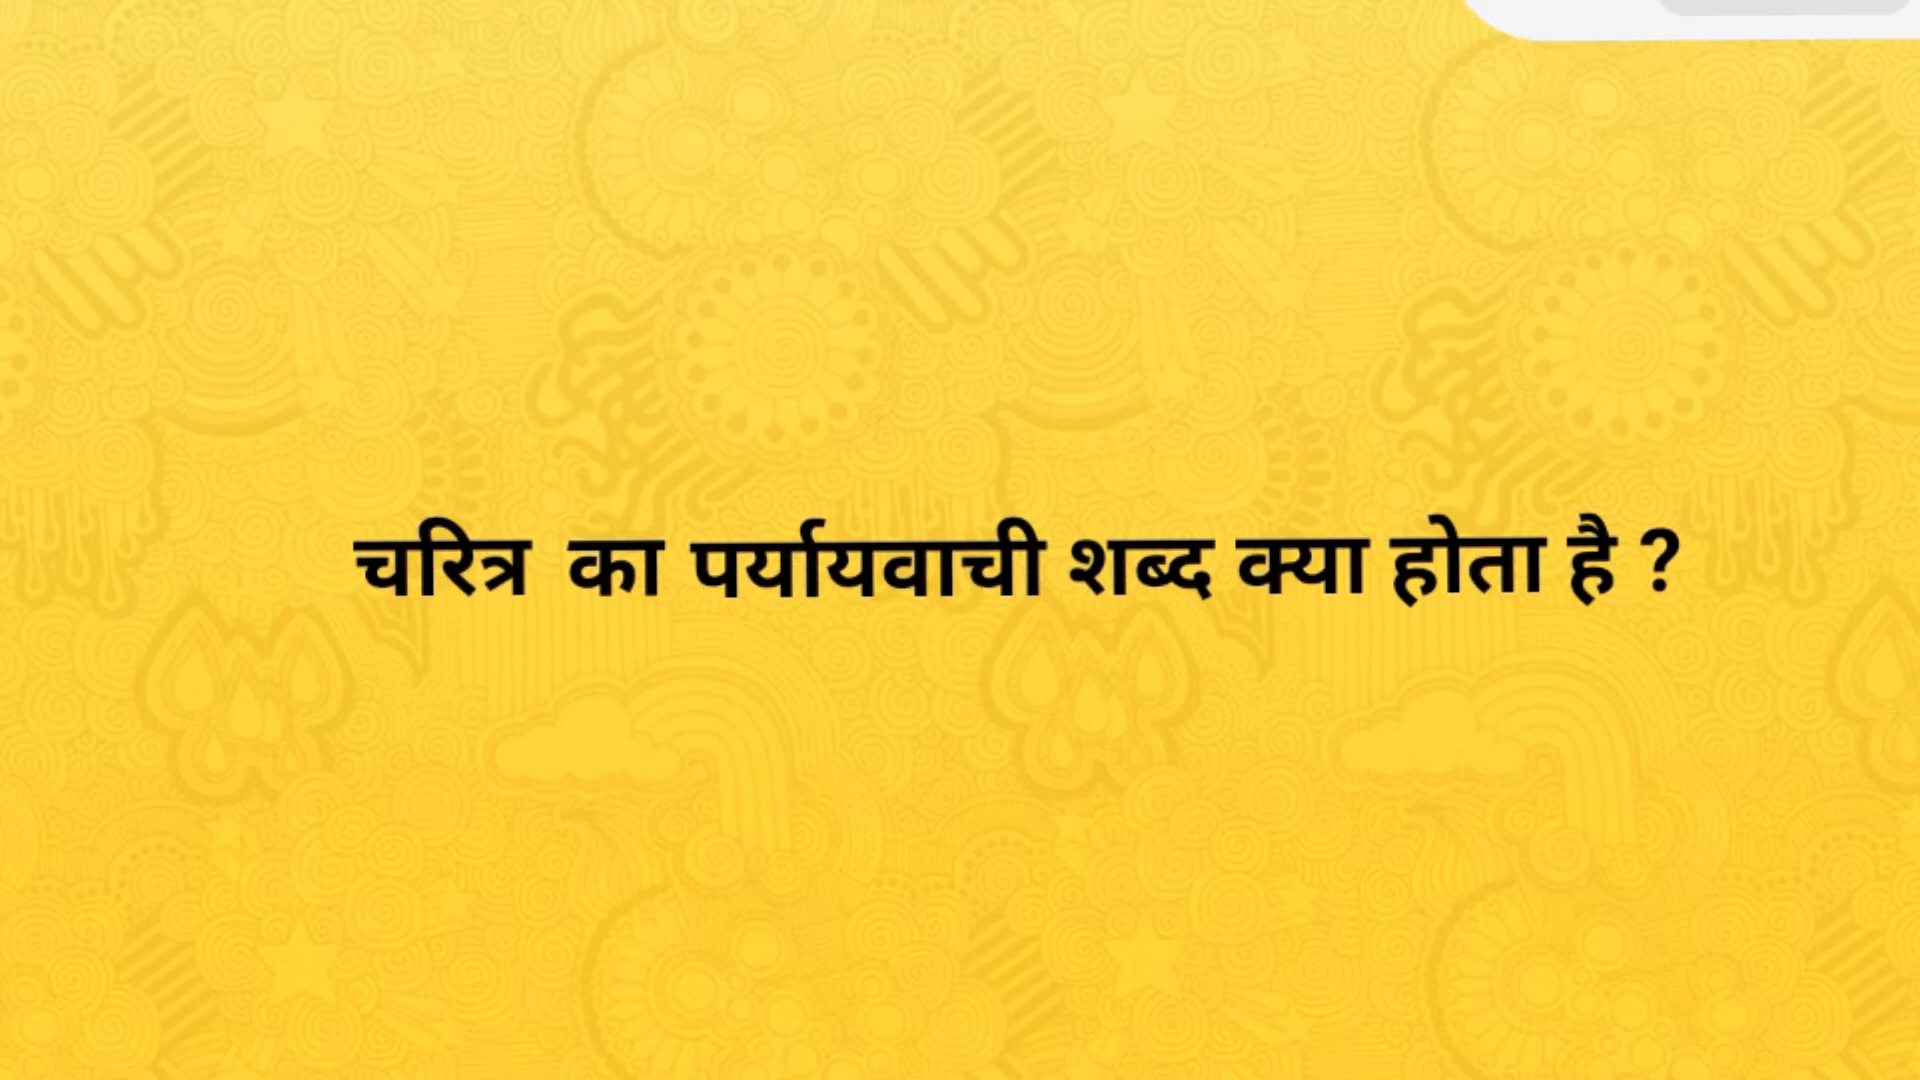 चरित्र का पर्यायवाची शब्द क्या होता है ?